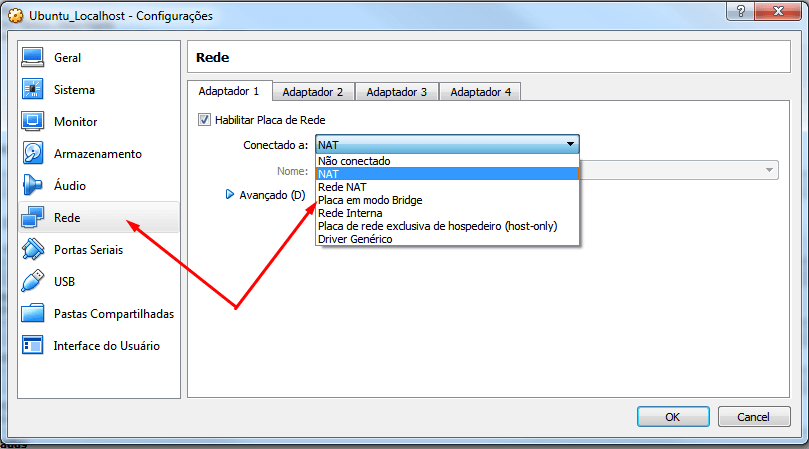 Ubuntu_Localhost - Configurações
Geral
Sistema
Monitor
Armazenamento
Áudio
Rede
Portas Seriais
USB
Pastas Compartilhadas
Interface do Usuário
Rede
Adaptador 1 Adaptador 2 Adaptador 3 Adaptador 4
Habilitar Placa de Rede
Conectado a: NAT
Não conectado
NAT
Rede NAT
Placa em modo Bridge
Rede Interna
Placa de rede exclusiva de hospedeiro (host-only)
Driver Genérico
Nome:
Avançado (D)
OK Cancel